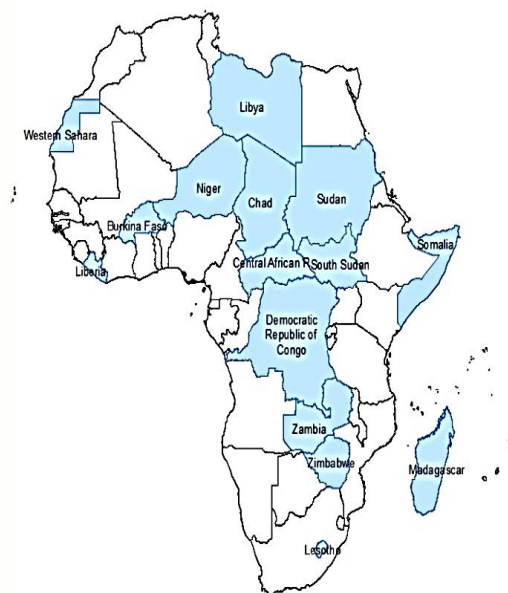 Libya
Western Sahara
Niger
Chad
Sudan
Burkina Faso
Somalia
Central African R
South Sudan
Liberia
Democratic
Republic of
Congo
Zambia
Zimbabwe
Madagascar
Lesotho